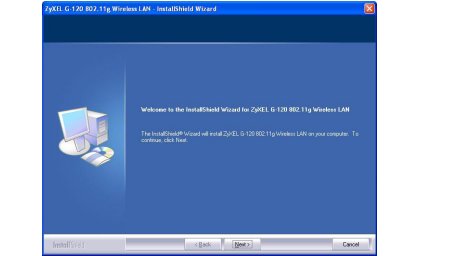 ZyXEL G-120 802.11g Wireless LAN - InstallShield Wizard
Welcome to the InstallShield Wizard for ZyXEL G-120 802.11g Wireless LAN
The InstallShield® Wizard will install ZyXEL G-120 802.11g Wireless LAN on your computer. To
continue, click Next.
InstallShield
< Back
Next >
Cancel